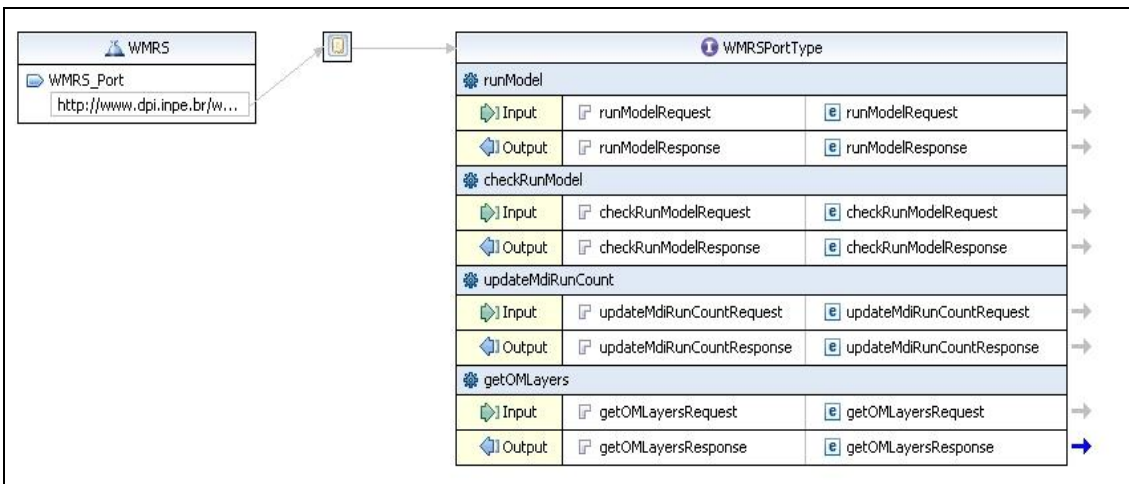 WMRS
WMRS_Port
http://www.dpi.inpe.br/w...
WMRSPortType
runModel
Input runModelRequest e runModelRequest
Output runModelResponse e runModelResponse
checkRunModel
Input checkRunModelRequest e checkRunModelRequest
Output checkRunModelResponse e checkRunModelResponse
updateMdiRunCount
Input updateMdiRunCountRequest e updateMdiRunCountRequest
Output updateMdiRunCountResponse e updateMdiRunCountResponse
getOMLayers
Input getOMLayersRequest e getOMLayersRequest
Output getOMLayersResponse e getOMLayersResponse